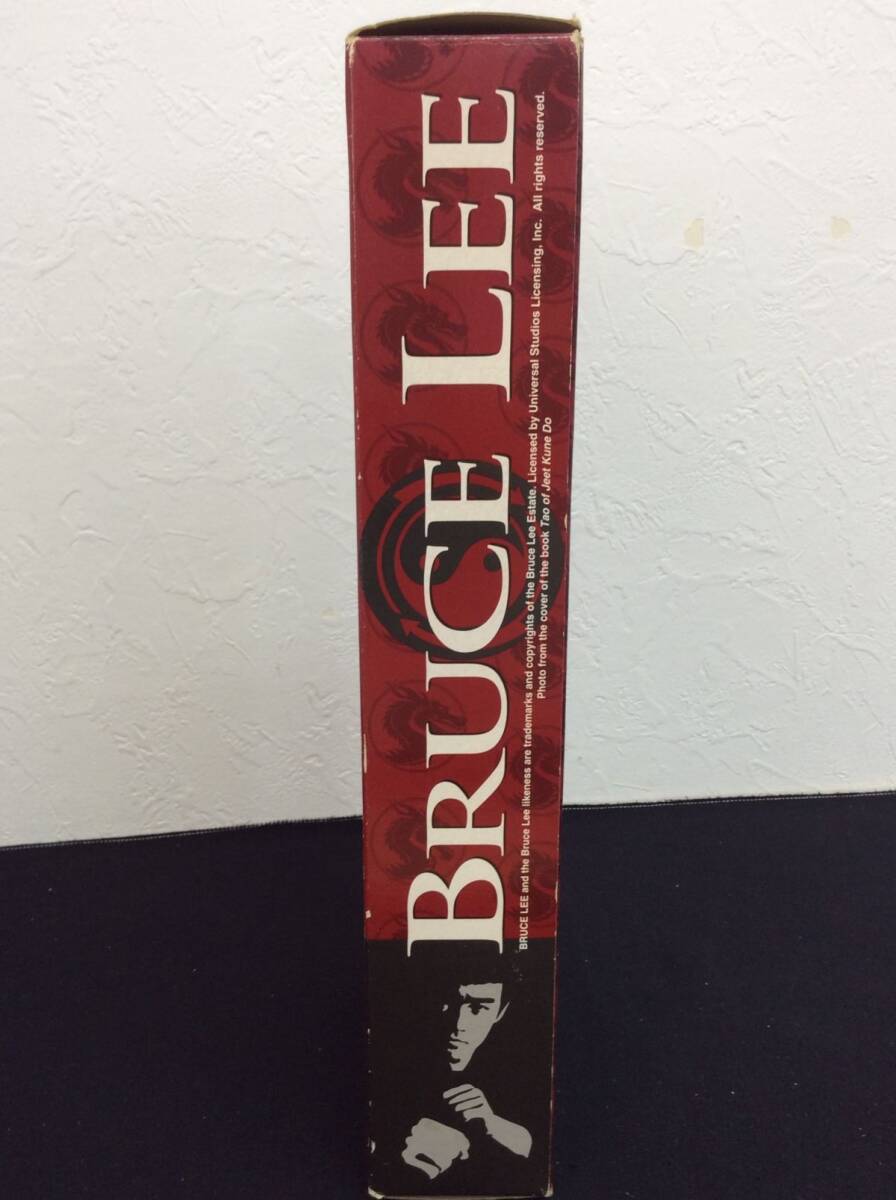 BRUCE LEE
BRUCE LEE and the Bruce Lee likeness are trademarks and copyrights of the Bruce Lee Estate. Licensed by Universal Studios Licensing, Inc. All rights reserved.
Photo from the cover of the book Tao of Jeet Kune Do